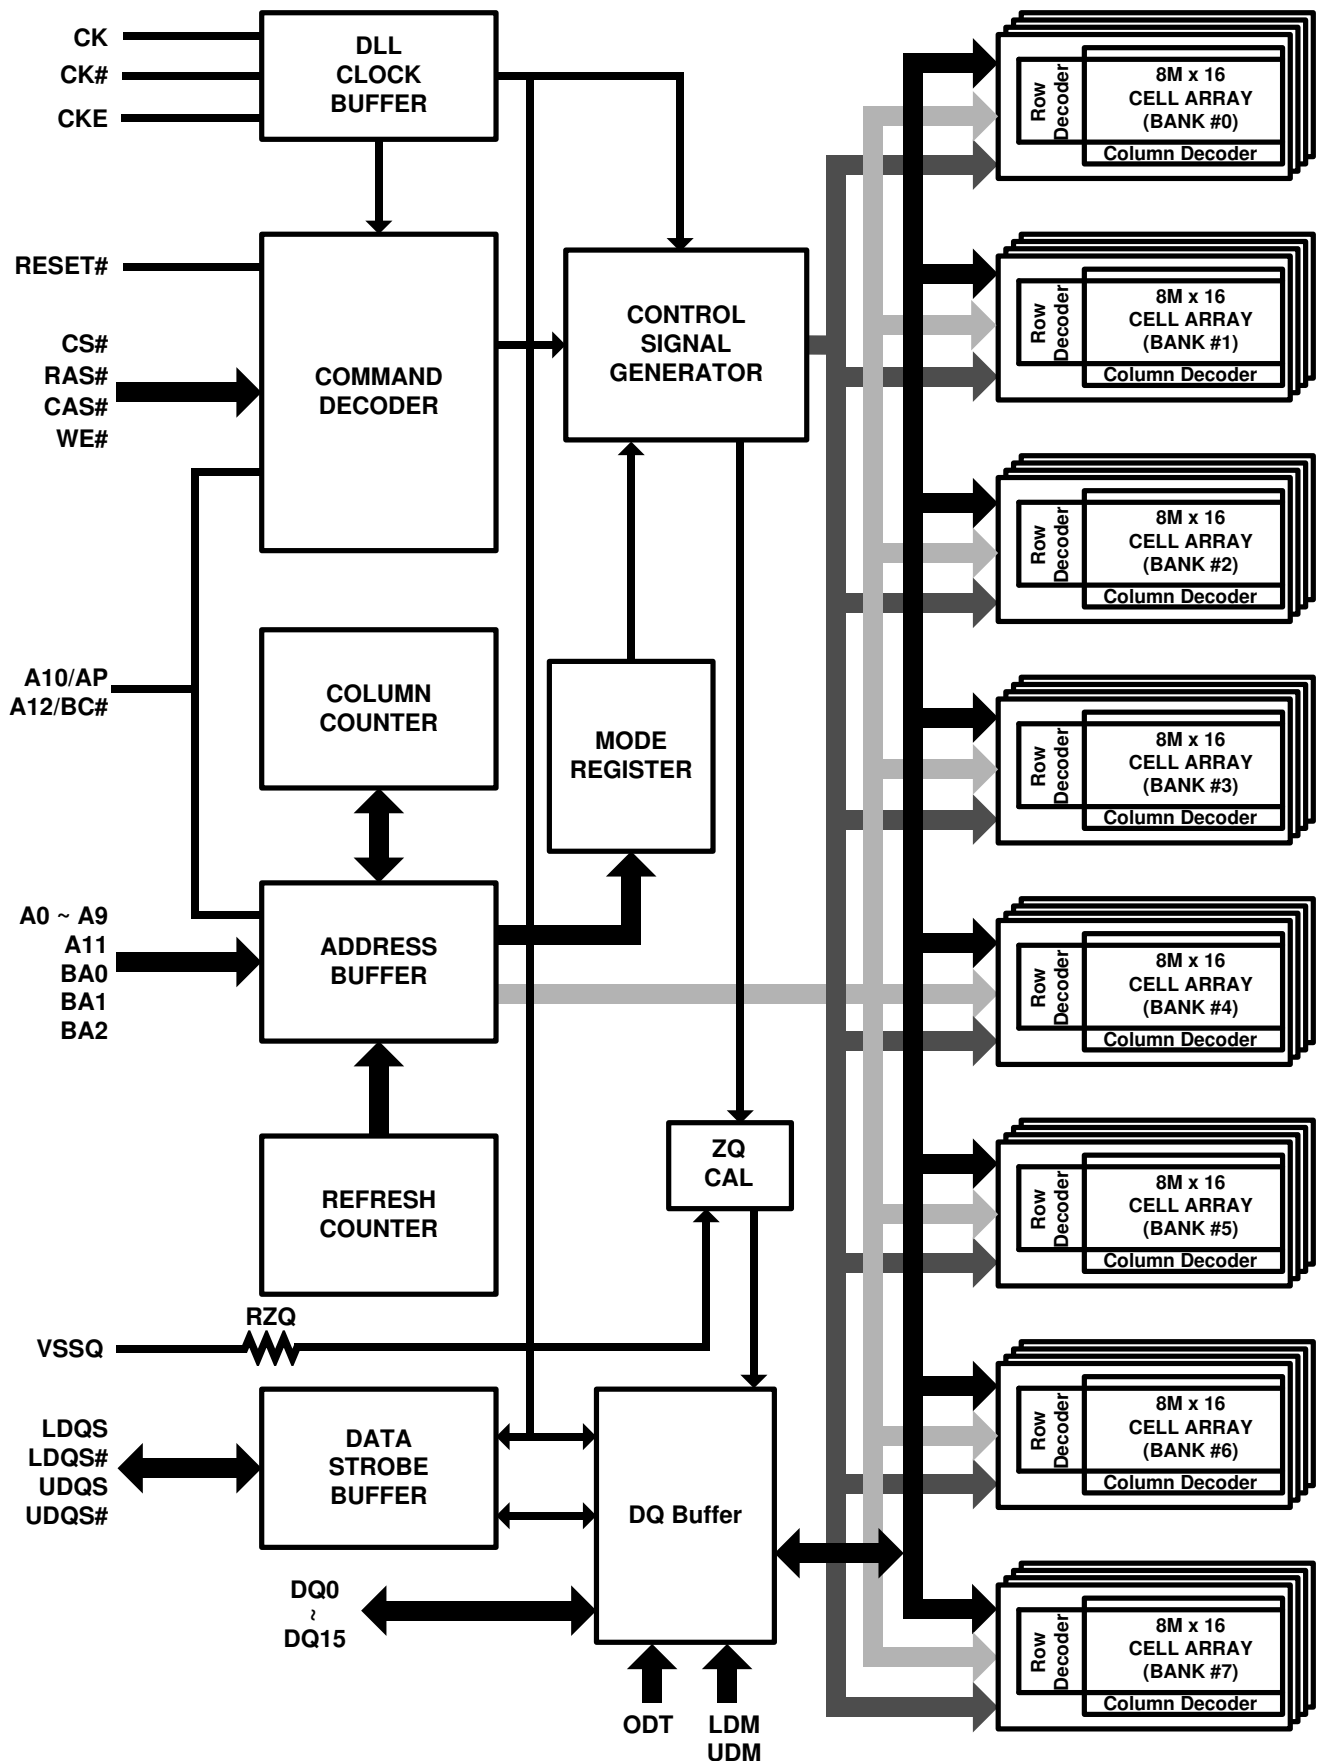 CK
CK#
CKE
DLL
CLOCK
BUFFER
RESET#
CS#
RAS#
CAS#
WE#
COMMAND
DECODER
CONTROL
SIGNAL
GENERATOR
A10/AP
A12/BC#
COLUMN
COUNTER
MODE
REGISTER
A0 ~ A9
A11
BA0
BA1
BA2
ADDRESS
BUFFER
REFRESH
COUNTER
ZQ
CAL
RZQ
VSSQ
LDQS
LDQS#
UDQS
UDQS#
DATA
STROBE
BUFFER
DQ Buffer
DQ0
~
DQ15
ODT
LDM
UDM
Row
Decoder
8M x 16
CELL ARRAY
(BANK #0)
Column Decoder
Row
Decoder
8M x 16
CELL ARRAY
(BANK #1)
Column Decoder
Row
Decoder
8M x 16
CELL ARRAY
(BANK #2)
Column Decoder
Row
Decoder
8M x 16
CELL ARRAY
(BANK #3)
Column Decoder
Row
Decoder
8M x 16
CELL ARRAY
(BANK #4)
Column Decoder
Row
Decoder
8M x 16
CELL ARRAY
(BANK #5)
Column Decoder
Row
Decoder
8M x 16
CELL ARRAY
(BANK #6)
Column Decoder
Row
Decoder
8M x 16
CELL ARRAY
(BANK #7)
Column Decoder